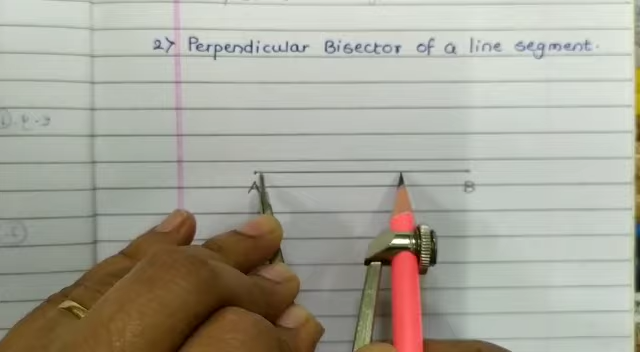 2) Perpendicular Bisector of a line segment.
A B